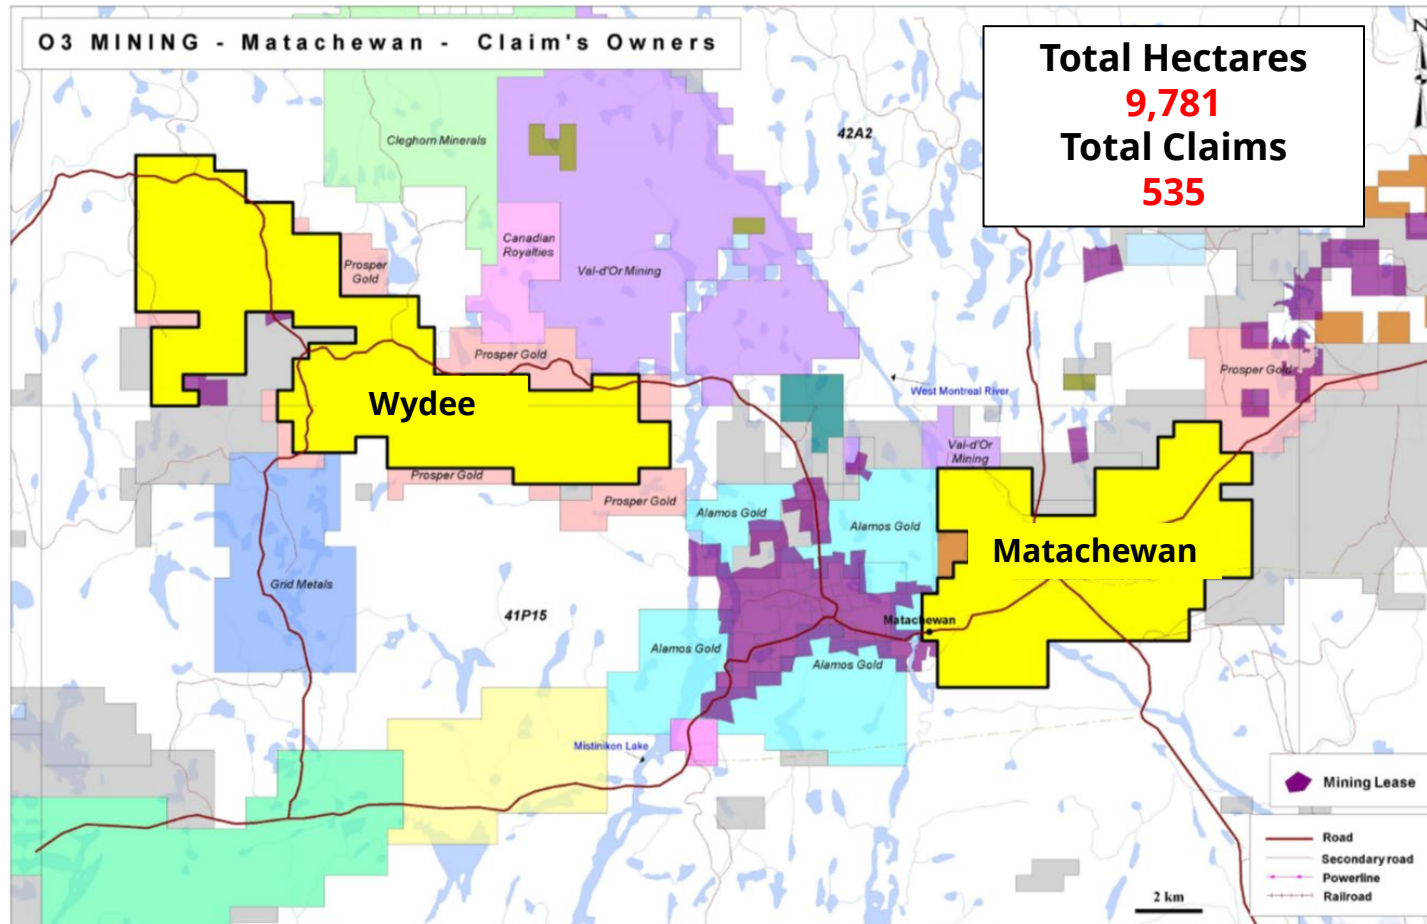 O3 MINING - Matachewan - Claim's Owners
Total Hectares
9,781
Total Claims
535
N
42A2
Cleghorn Minerals
Canadian
Royalties
Val-d'Or Mining
Prosper
Gold
Prosper Gold
Prosper Gold
West Montreal River
Wydee
Val-d'Or
Mining
Prosper Gold
Prosper Gold
Alamos Gold
Alamos Gold
Matachewan
Grid Metals
41P15
Matachewan
Alamos Gold
Alamos Gold
Mistinikon Lake
Mining Lease
Road
Secondary road
Powerline
Railroad
2 km